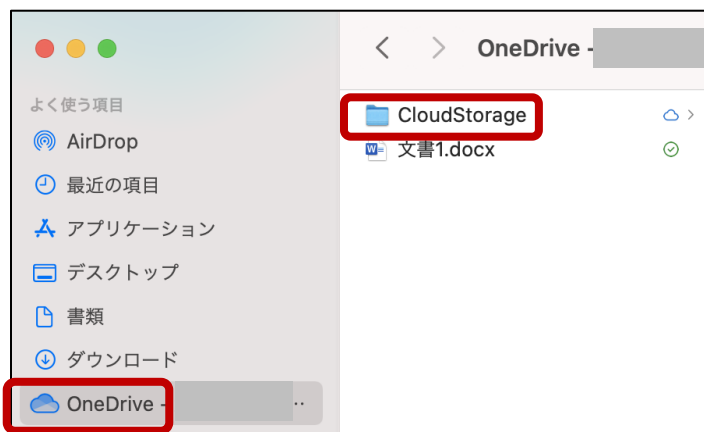 OneDrive -
よく使う項目
AirDrop
最近の項目
アプリケーション
デスクトップ
書類
ダウンロード
OneDrive -
CloudStorage
文書1.docx